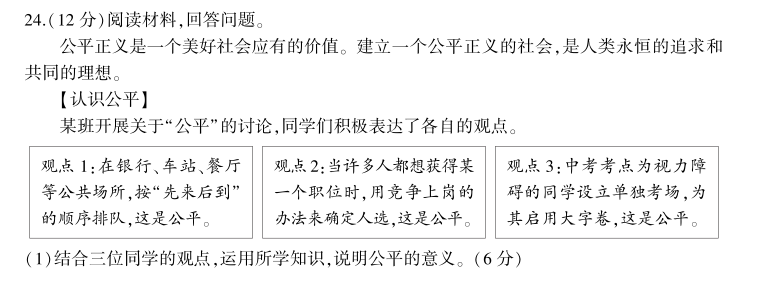 24.(12分)阅读材料,回答问题。
公平正义是一个美好社会应有的价值。建立一个公平正义的社会,是人类永恒的追求和
共同的理想。
【认识公平】
某班开展关于“公平”的讨论,同学们积极表达了各自的观点。
观点1:在银行、车站、餐厅
等公共场所,按“先来后到”
的顺序排队,这是公平。
观点2:当许多人都想获得某
一个职位时,用竞争上岗的
办法来确定人选,这是公平。
观点3:中考考点为视力障
碍的同学设立单独考场,为
其启用大字卷,这是公平。
(1)结合三位同学的观点,运用所学知识,说明公平的意义。(6分)